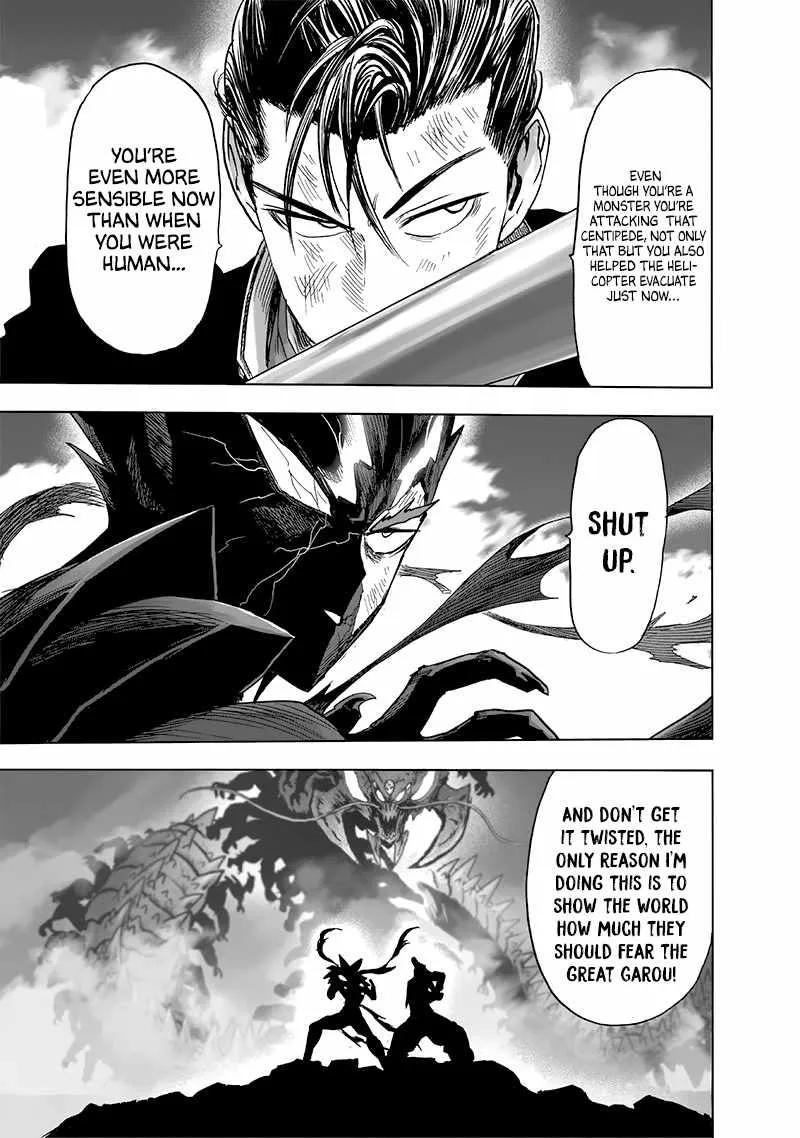 EVEN
THOUGH YOU'RE A
MONSTER YOU'RE
ATTACKING THAT
CENTIPEDE, NOT ONLY
THAT BUT YOU ALSO
HELPED THE HELI-
COPTER EVACUATE
JUST NOW...
YOU'RE
EVEN MORE
SENSIBLE NOW
THAN WHEN
YOU WERE
HUMAN...
SHUT
UP.
AND DON'T GET
IT TWISTED, THE
ONLY REASON I'M
DOING THIS IS TO
SHOW THE WORLD
HOW MUCH THEY
SHOULD FEAR THE
GREAT GAROU!